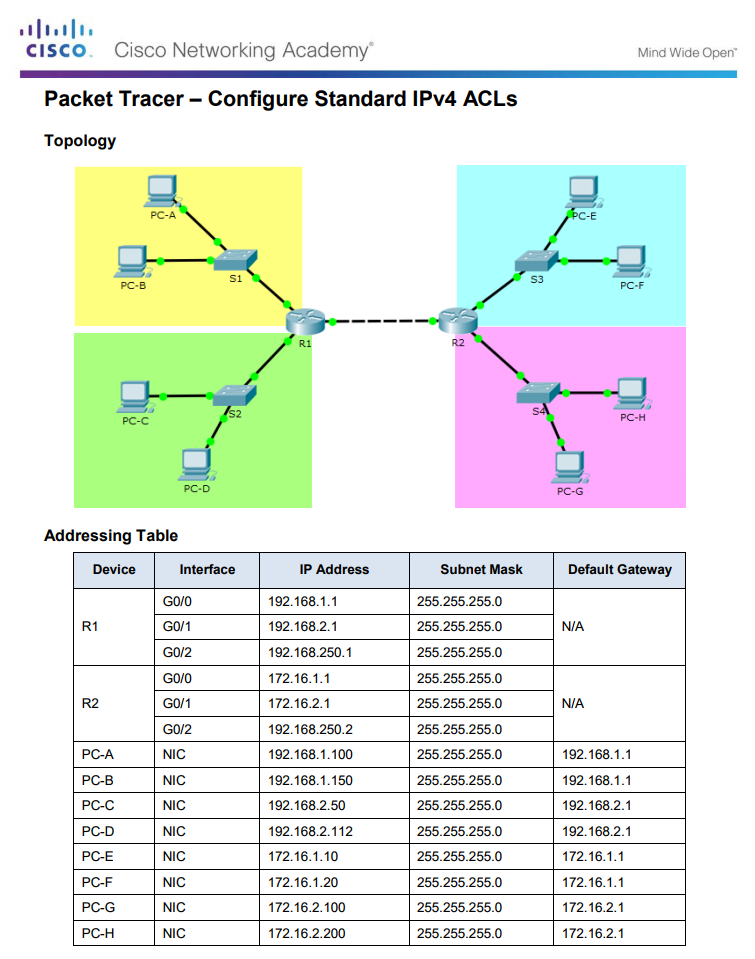 CISCO Cisco Networking Academy® Mind Wide Open™
Packet Tracer – Configure Standard IPv4 ACLs
Topology
PC-A
PC-B
S1
R1
PC-C
S2
PC-D
PC-E
S3
PC-F
R2
S4
PC-H
PC-G
Addressing Table
Device Interface IP Address Subnet Mask Default Gateway
R1 G0/0 192.168.1.1 255.255.255.0 N/A
G0/1 192.168.2.1 255.255.255.0
G0/2 192.168.250.1 255.255.255.0
R2 G0/0 172.16.1.1 255.255.255.0 N/A
G0/1 172.16.2.1 255.255.255.0
G0/2 192.168.250.2 255.255.255.0
PC-A NIC 192.168.1.100 255.255.255.0 192.168.1.1
PC-B NIC 192.168.1.150 255.255.255.0 192.168.1.1
PC-C NIC 192.168.2.50 255.255.255.0 192.168.2.1
PC-D NIC 192.168.2.112 255.255.255.0 192.168.2.1
PC-E NIC 172.16.1.10 255.255.255.0 172.16.1.1
PC-F NIC 172.16.1.20 255.255.255.0 172.16.1.1
PC-G NIC 172.16.2.100 255.255.255.0 172.16.2.1
PC-H NIC 172.16.2.200 255.255.255.0 172.16.2.1